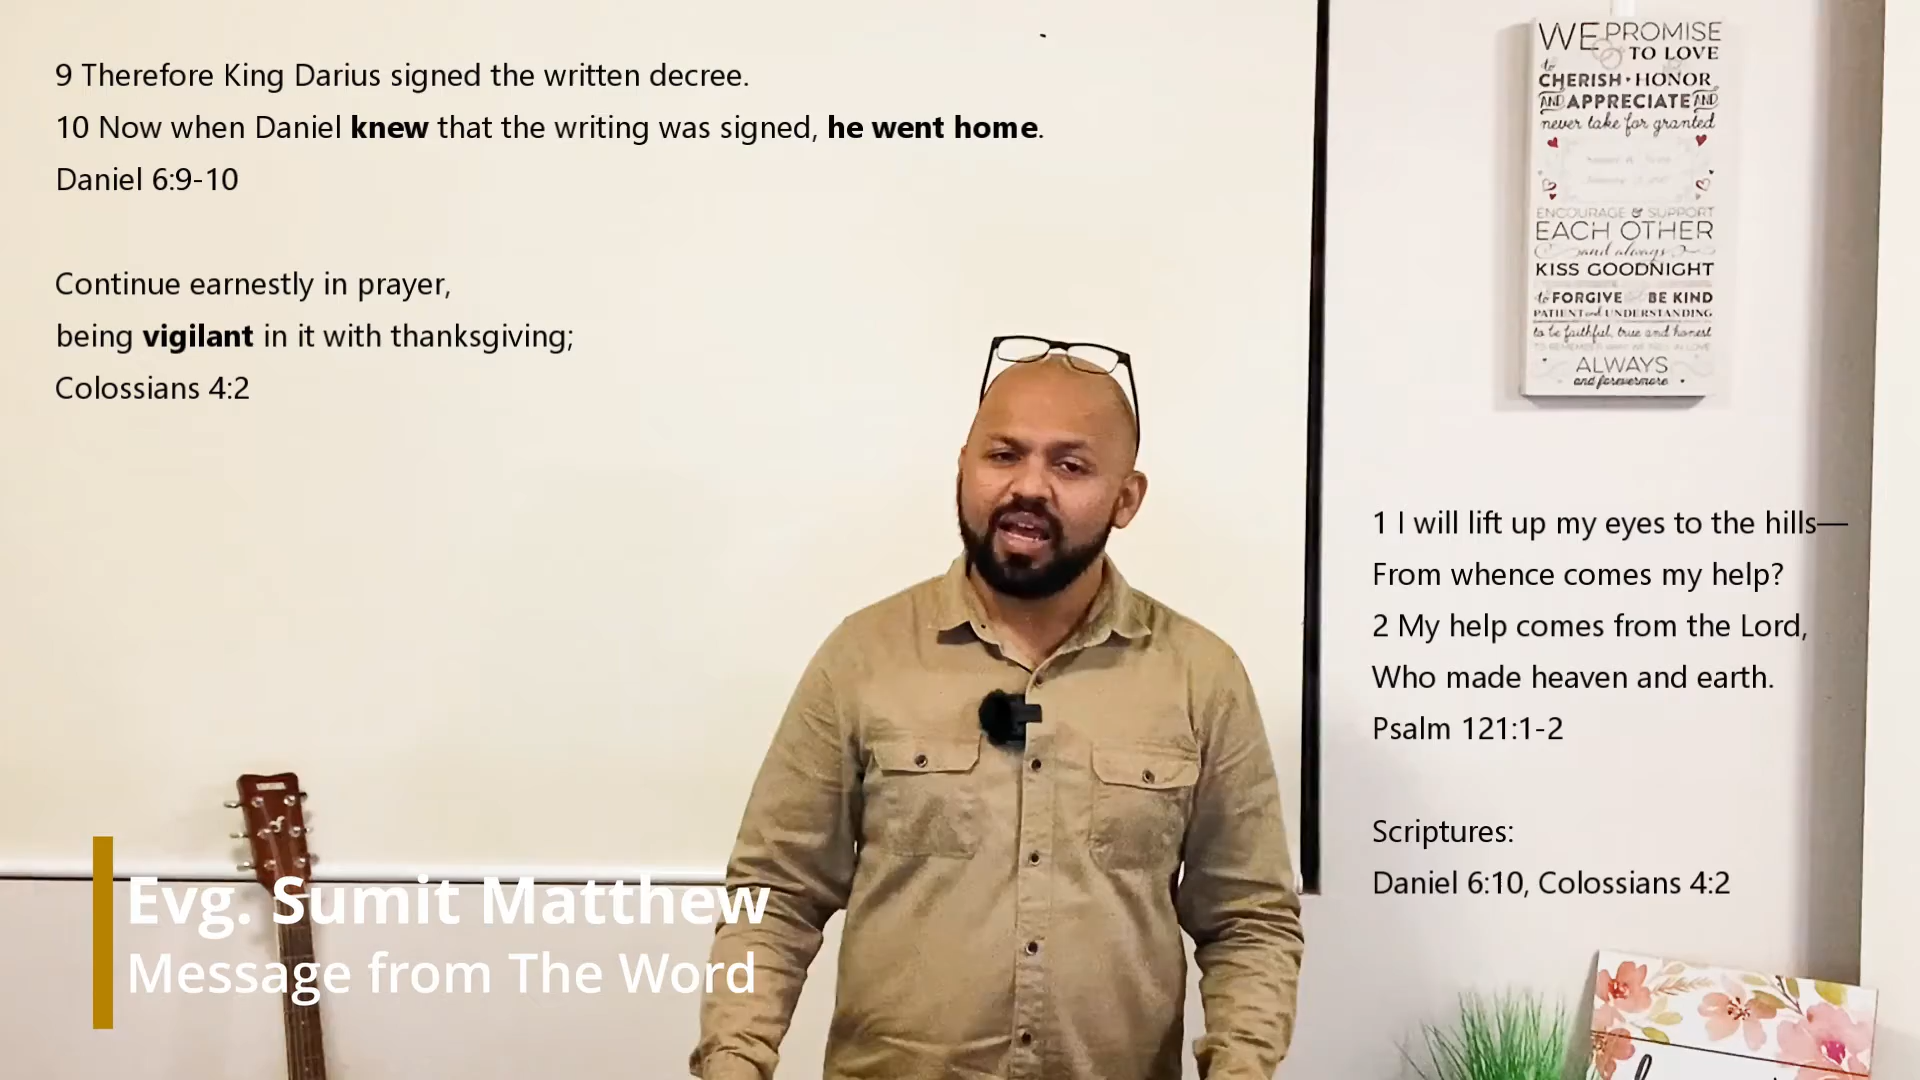 9 Therefore King Darius signed the written decree.
10 Now when Daniel knew that the writing was signed, he went home.
Daniel 6:9-10
Continue earnestly in prayer,
being vigilant in it with thanksgiving;
Colossians 4:2
WE PROMISE
to TO LOVE
CHERISH • HONOR
AND APPRECIATE AND
never take for granted
ENCOURAGE & SUPPORT
EACH OTHER
and always
KISS GOODNIGHT
to FORGIVE BE KIND
PATIENT and UNDERSTANDING
to be faithful, true and honest
ALWAYS
and forevermore
1 I will lift up my eyes to the hills—
From whence comes my help?
2 My help comes from the Lord,
Who made heaven and earth.
Psalm 121:1-2
Scriptures:
Daniel 6:10, Colossians 4:2
Evg. Sumit Matthew
Message from The Word